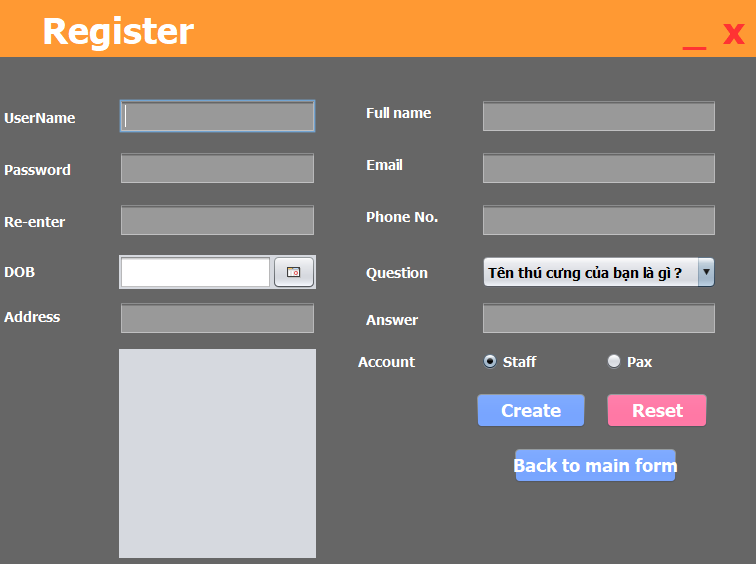 Register
_ X
UserName
Password
Re-enter
DOB
Address
Full name
Email
Phone No.
Question
Tên thú cưng của bạn là gì ?
Answer
Account
Staff
Pax
Create
Reset
Back to main form